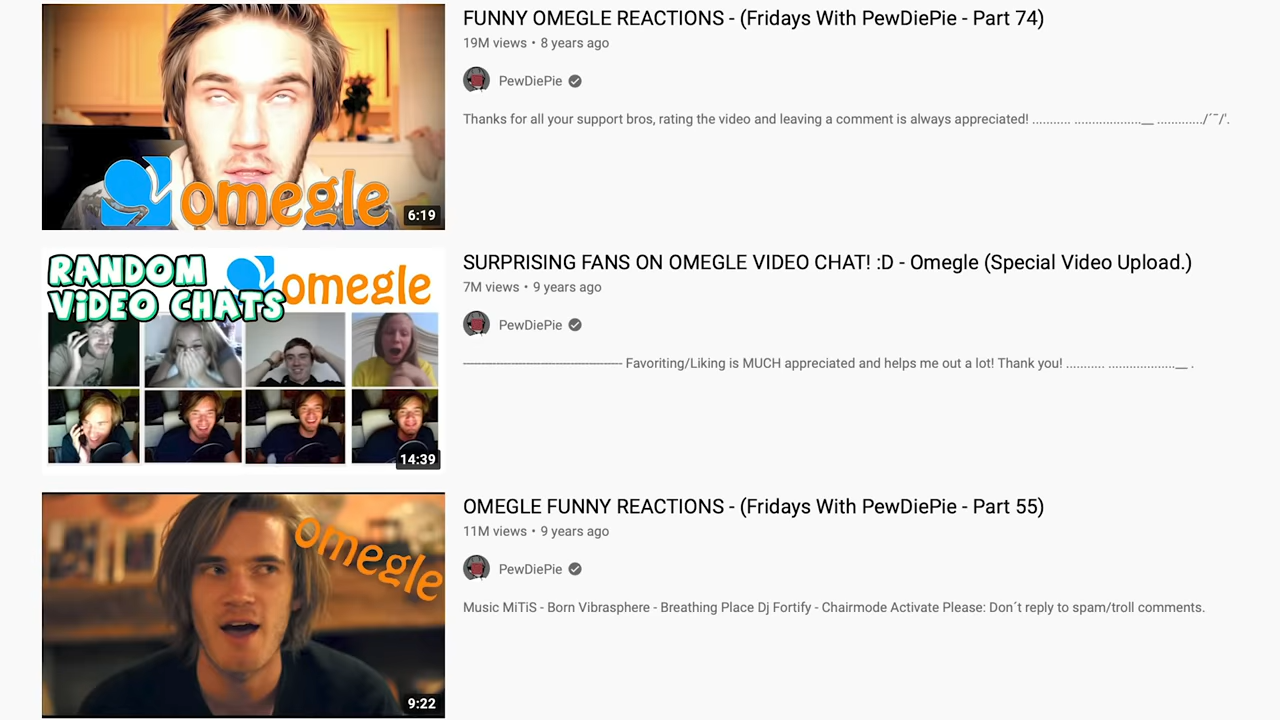 FUNNY OMEGLE REACTIONS - (Fridays With PewDiePie - Part 74)
19M views • 8 years ago
PewDiePie
Thanks for all your support bros, rating the video and leaving a comment is always appreciated! ........... ...................__ ............./´¯/'.
omegle
6:19
SURPRISING FANS ON OMEGLE VIDEO CHAT! :D - Omegle (Special Video Upload.)
7M views • 9 years ago
PewDiePie
---------------------------------------------------- Favoriting/Liking is MUCH appreciated and helps me out a lot! Thank you! ........... ...................__ .
RANDOM
ViDEO CHATS
omegle
14:39
OMEGLE FUNNY REACTIONS - (Fridays With PewDiePie - Part 55)
11M views • 9 years ago
PewDiePie
Music MiTiS - Born Vibrasphere - Breathing Place Dj Fortify - Chairmode Activate Please: Don´t reply to spam/troll comments.
omegle
9:22